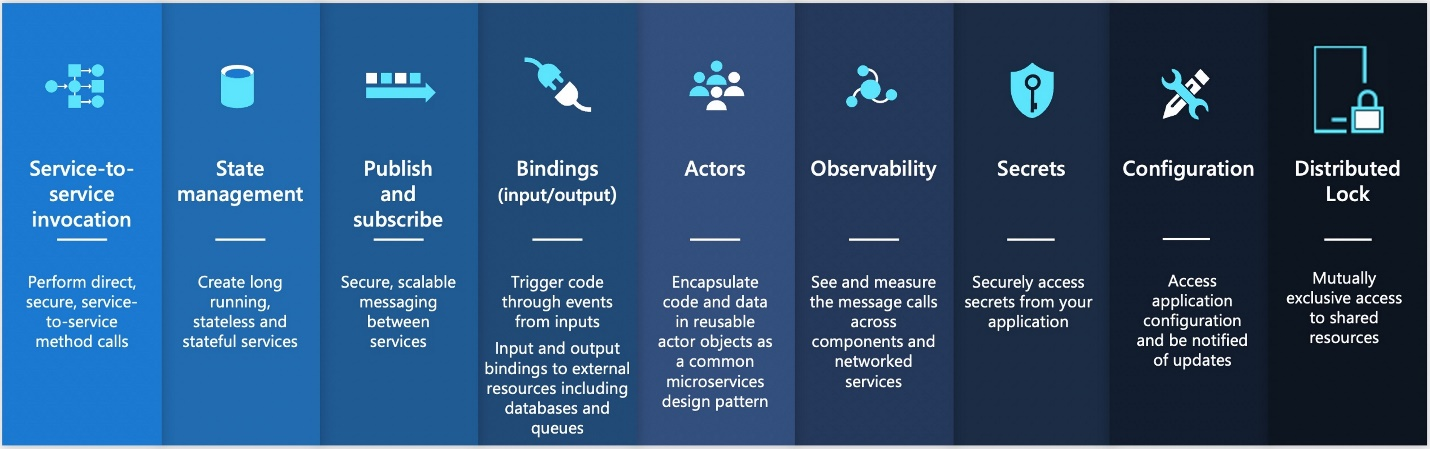 Service-to-
service
invocation
Perform direct,
secure, service-
to-service
method calls
State
management
Create long
running,
stateless and
stateful services
Publish
and
subscribe
Secure, scalable
messaging
between
services
Bindings
(input/output)
Trigger code
through events
from inputs
Input and output
bindings to external
resources including
databases and
queues
Actors
Encapsulate
code and data
in reusable
actor objects as
a common
microservices
design pattern
Observability
See and measure
the message calls
across
components and
networked
services
Secrets
Securely access
secrets from your
application
Configuration
Access
application
configuration
and be notified
of updates
Distributed
Lock
Mutually
exclusive access
to shared
resources